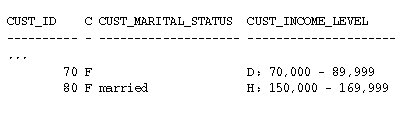 CUST_ID C CUST_MARITAL_STATUS CUST_INCOME_LEVEL
---------- - -------------------- --------------------
...
70 F D: 70,000 - 89,999
80 F married H: 150,000 - 169,999